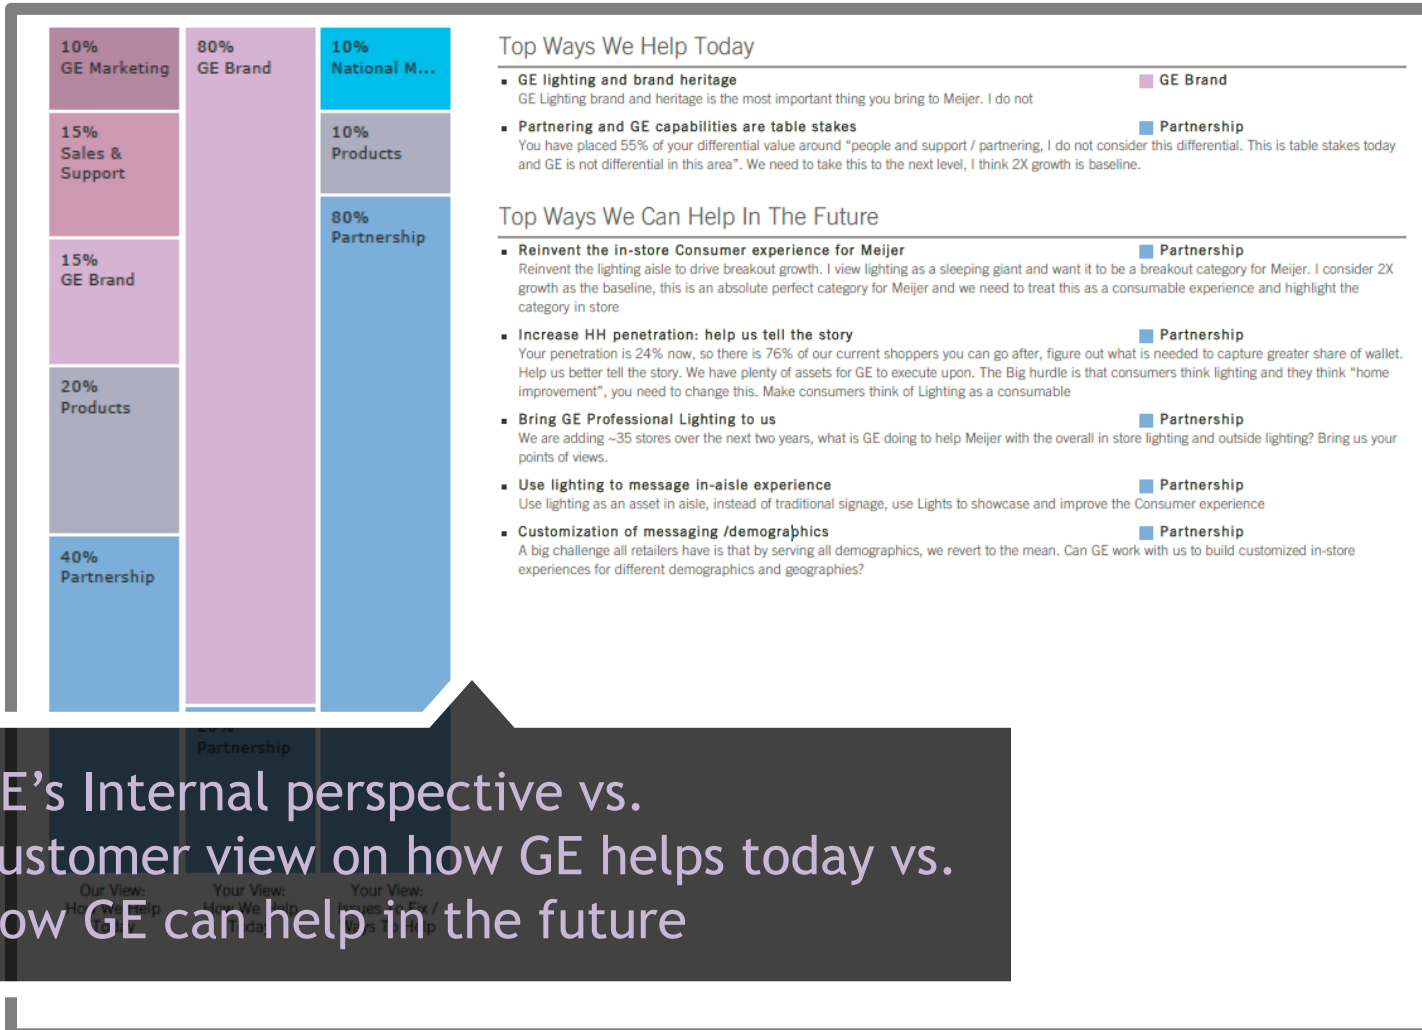 10%
GE Marketing
15%
Sales &
Support
15%
GE Brand
20%
Products
40%
Partnership
80%
GE Brand
20%
Partnership
10%
National M...
10%
Products
80%
Partnership
Our View:
How We Help
Today
Your View:
How We Help
Today
Your View:
Issues To Fix /
Ways To Help
Top Ways We Help Today
GE lighting and brand heritage
GE Brand
GE Lighting brand and heritage is the most important thing you bring to Meijer. I do not
Partnering and GE capabilities are table stakes
Partnership
You have placed 55% of your differential value around “people and support / partnering, I do not consider this differential. This is table stakes today
and GE is not differential in this area”. We need to take this to the next level, I think 2X growth is baseline.
Top Ways We Can Help In The Future
Reinvent the in-store Consumer experience for Meijer
Partnership
Reinvent the lighting aisle to drive breakout growth. I view lighting as a sleeping giant and want it to be a breakout category for Meijer. I consider 2X
growth as the baseline, this is an absolute perfect category for Meijer and we need to treat this as a consumable experience and highlight the
category in store
Increase HH penetration: help us tell the story
Partnership
Your penetration is 24% now, so there is 76% of our current shoppers you can go after, figure out what is needed to capture greater share of wallet.
Help us better tell the story. We have plenty of assets for GE to execute upon. The Big hurdle is that consumers think lighting and they think “home
improvement”, you need to change this. Make consumers think of Lighting as a consumable
Bring GE Professional Lighting to us
Partnership
We are adding ~35 stores over the next two years, what is GE doing to help Meijer with the overall in store lighting and outside lighting? Bring us your
points of views.
Use lighting to message in-aisle experience
Partnership
Use lighting as an asset in aisle, instead of traditional signage, use Lights to showcase and improve the Consumer experience
Customization of messaging /demographics
Partnership
A big challenge all retailers have is that by serving all demographics, we revert to the mean. Can GE work with us to build customized in-store
experiences for different demographics and geographies?
E’s Internal perspective vs.
ustomer view on how GE helps today vs.
ow GE can help in the future